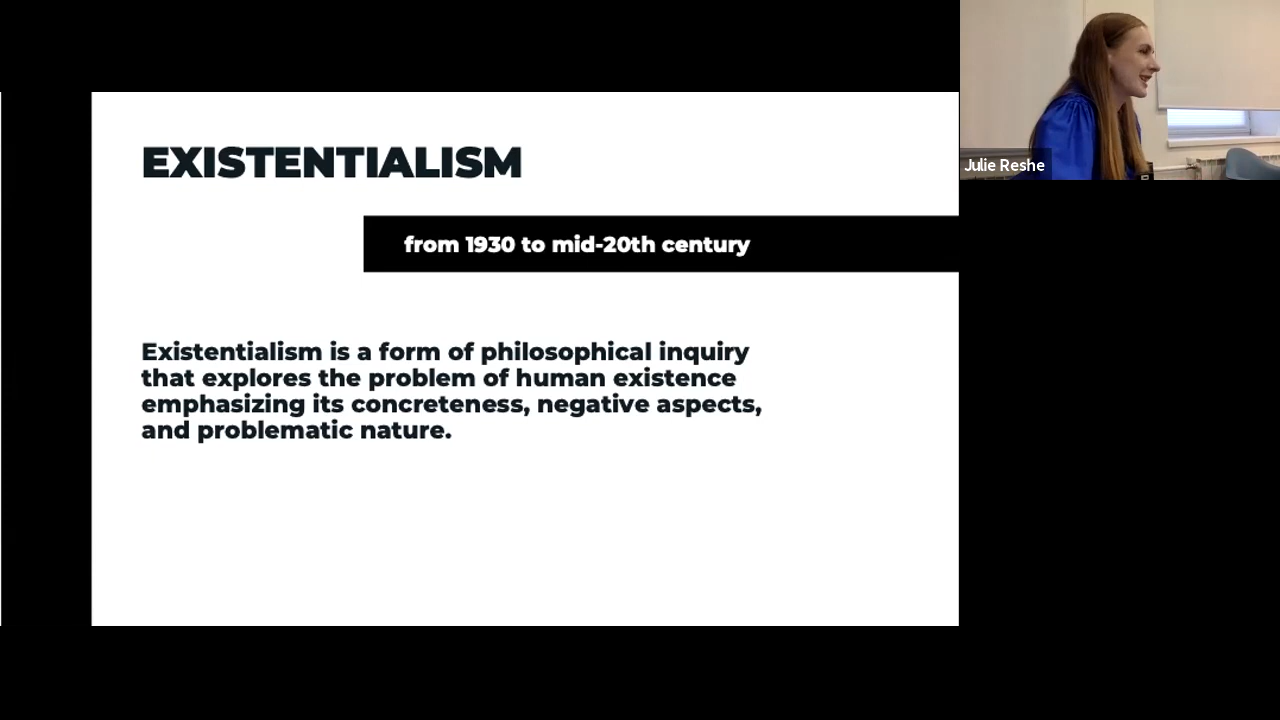 EXISTENTIALISM
from 1930 to mid-20th century
Existentialism is a form of philosophical inquiry
that explores the problem of human existence
emphasizing its concreteness, negative aspects,
and problematic nature.
Julie Reshe